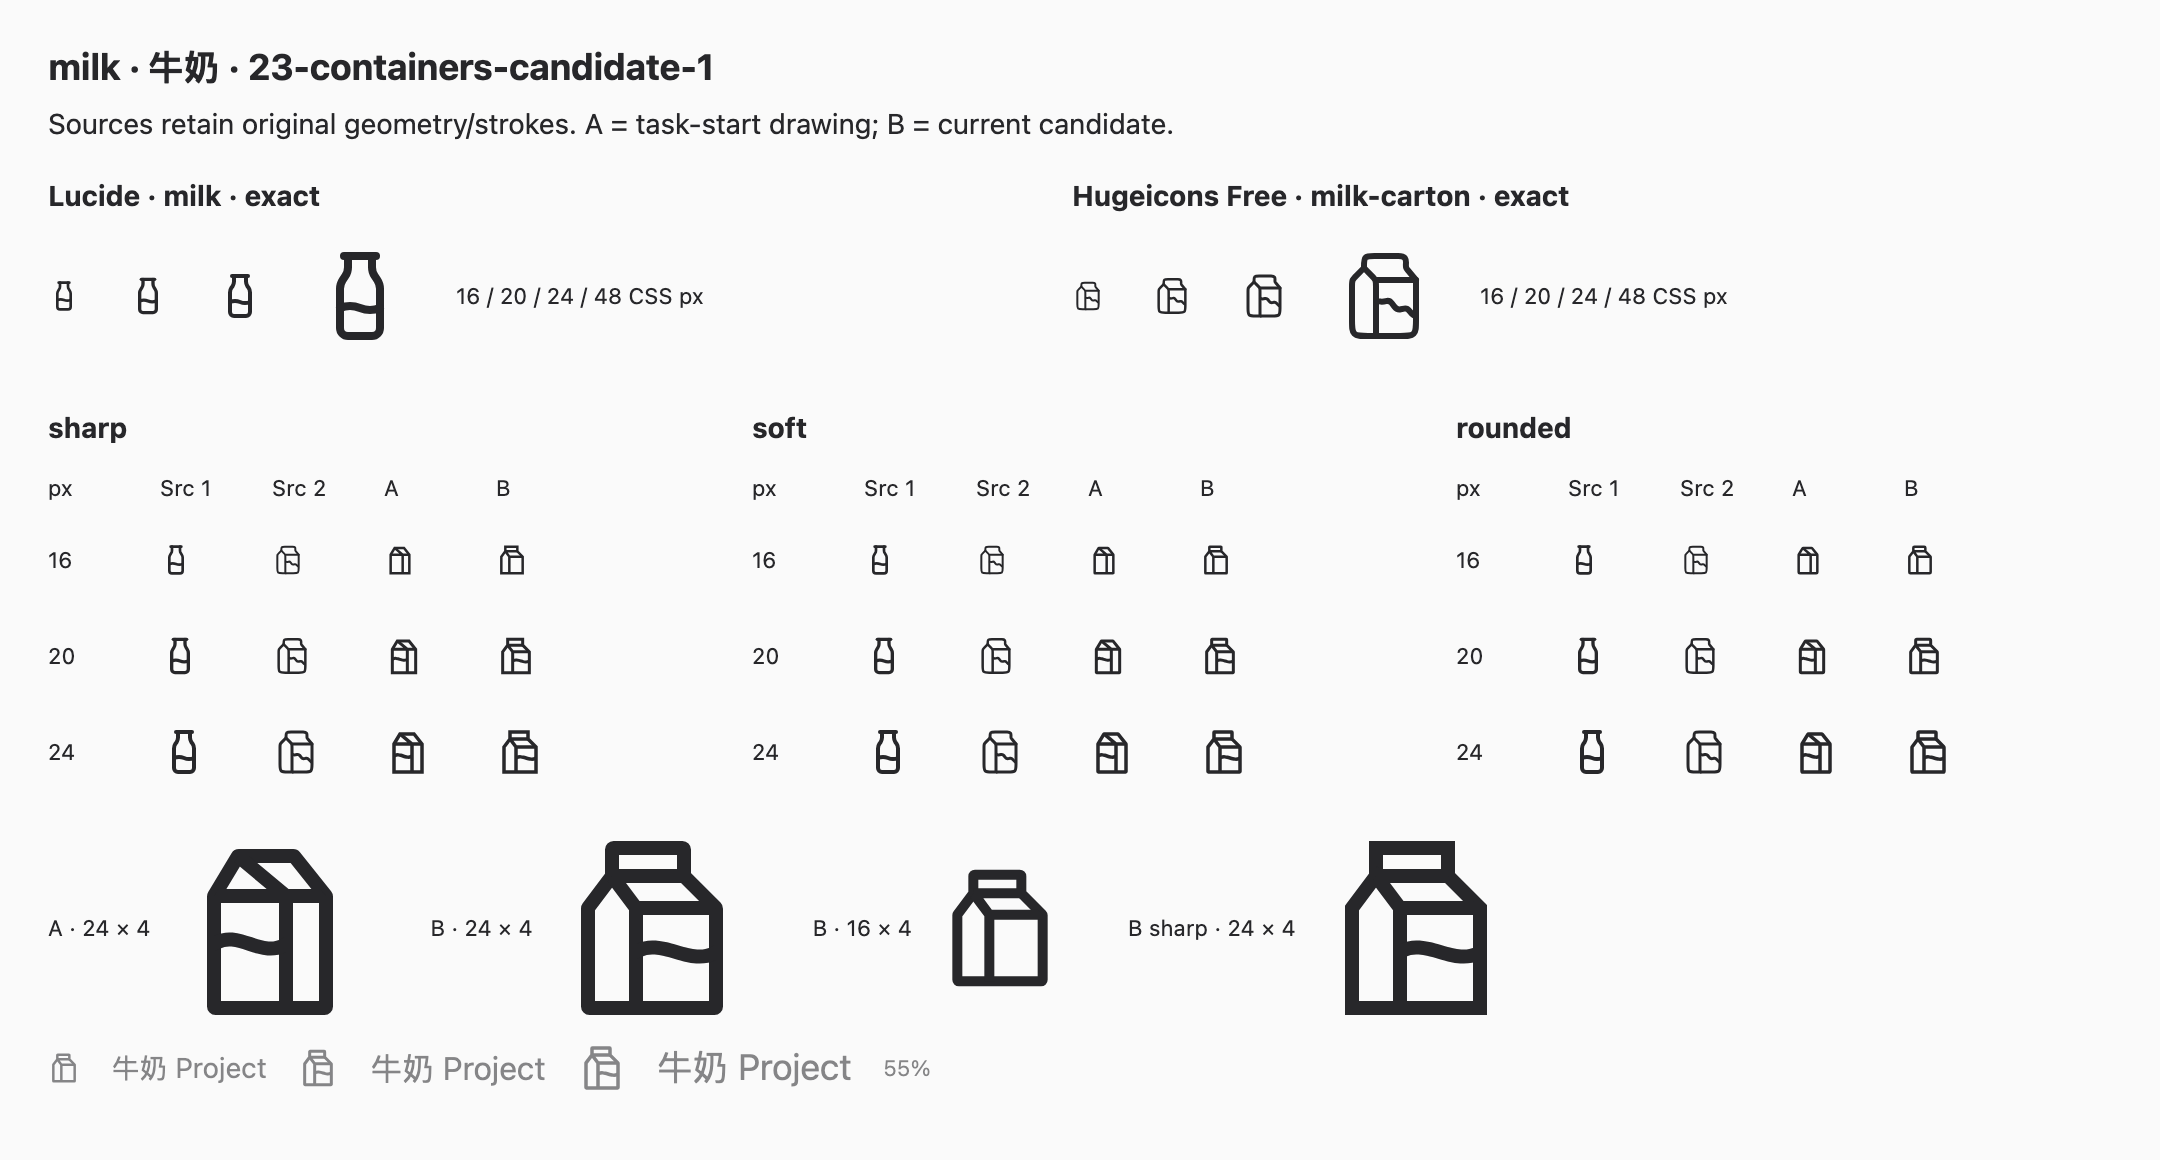 milk · 牛奶 · 23-containers-candidate-1
Sources retain original geometry/strokes. A = task-start drawing; B = current candidate.
Lucide · milk · exact
16 / 20 / 24 / 48 CSS px
Hugeicons Free · milk-carton · exact
16 / 20 / 24 / 48 CSS px
sharp
px Src 1 Src 2 A B
16
20
24
soft
px Src 1 Src 2 A B
16
20
24
rounded
px Src 1 Src 2 A B
16
20
24
A · 24 × 4
B · 24 × 4
B · 16 × 4
B sharp · 24 × 4
牛奶 Project 牛奶 Project 牛奶 Project 55%